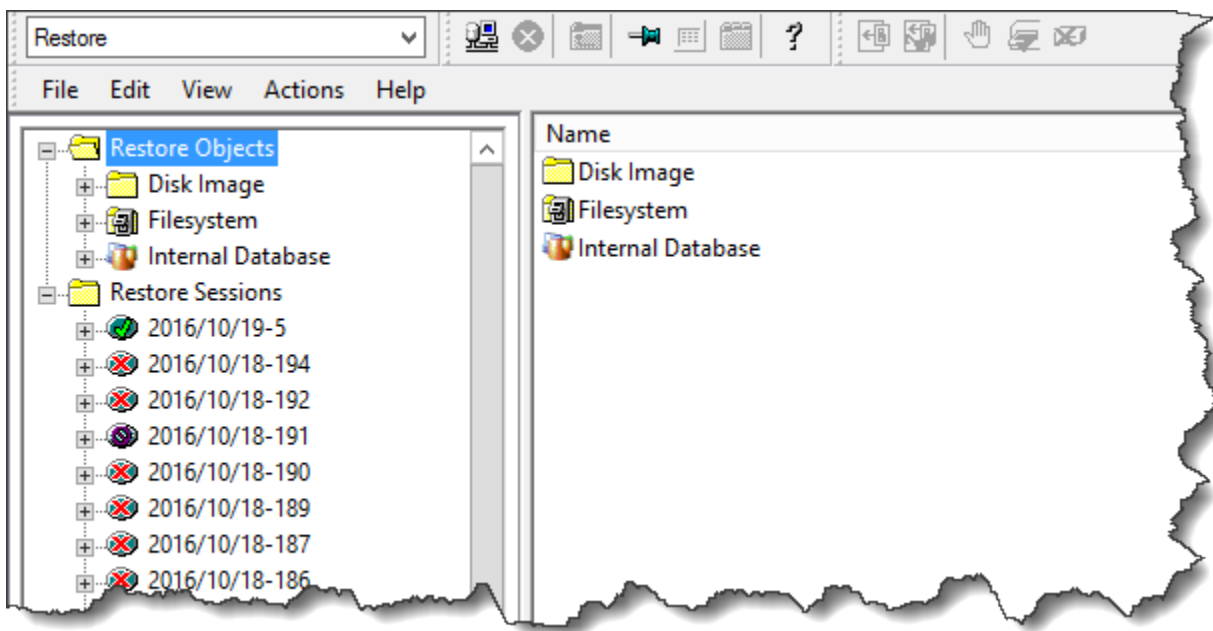 Restore
?
File Edit View Actions Help
Restore Objects
Disk Image
Filesystem
Internal Database
Restore Sessions
2016/10/19-5
2016/10/18-194
2016/10/18-192
2016/10/18-191
2016/10/18-190
2016/10/18-189
2016/10/18-187
2016/10/18-186
Name
Disk Image
Filesystem
Internal Database